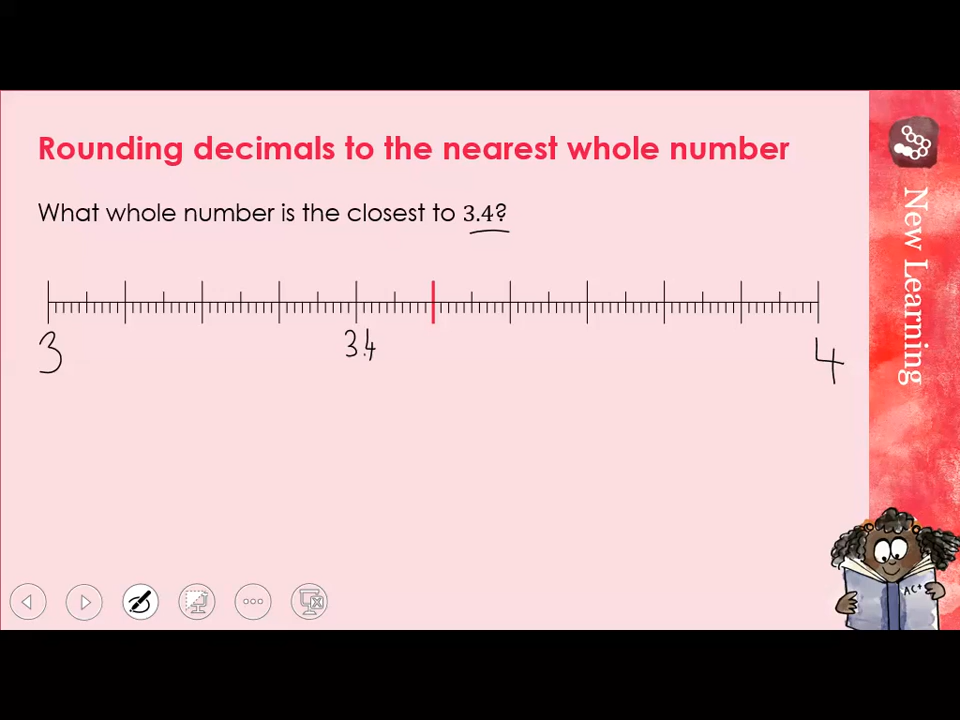 Rounding decimals to the nearest whole number
What whole number is the closest to 3.4?
3 3.4 4
New Learning
AC+